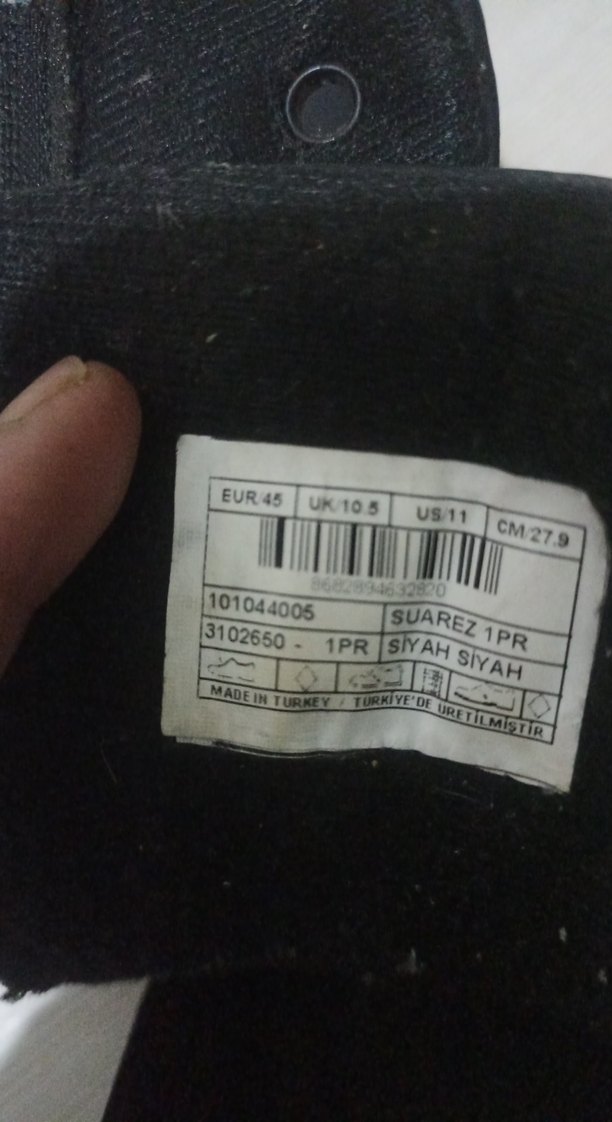 EUR/45 UK/10.5 US/11 CM/27.9
8682894632820
101044005 SUAREZ 1PR
3102650 - 1PR SİYAH SİYAH
MADE IN TURKEY / TÜRKİYE'DE ÜRETİLMİŞTİR